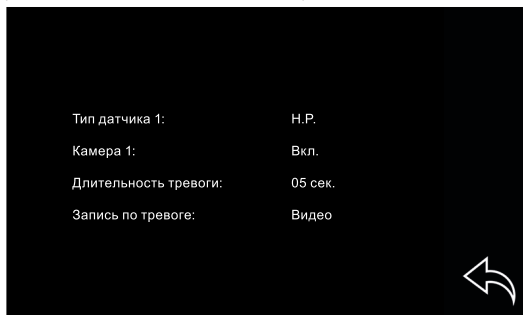 Тип датчика 1: Н.Р.
Камера 1: Вкл.
Длительность тревоги: 05 сек.
Запись по тревоге: Видео